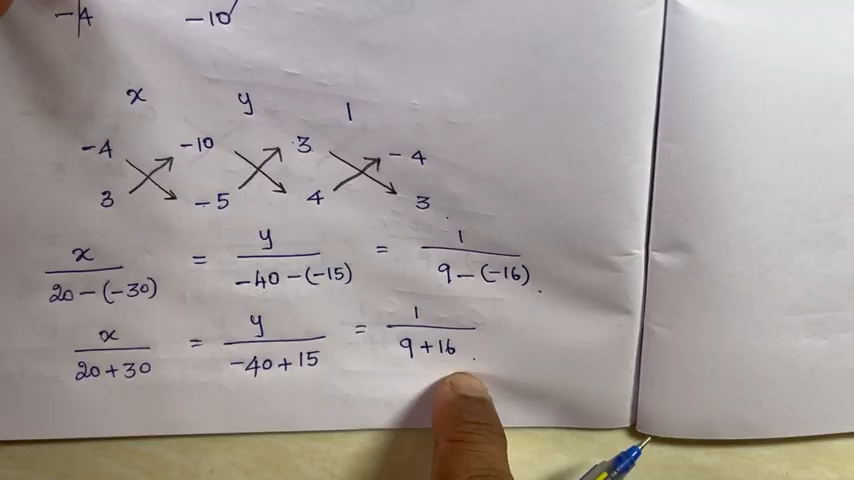 -4 -10
x y 1
-4 -10 3 -4
3 -5 4 3
x/20-(-30) = y/-40-(-15) = 1/9-(-16).
x/20+30 = y/-40+15 = 1/9+16.